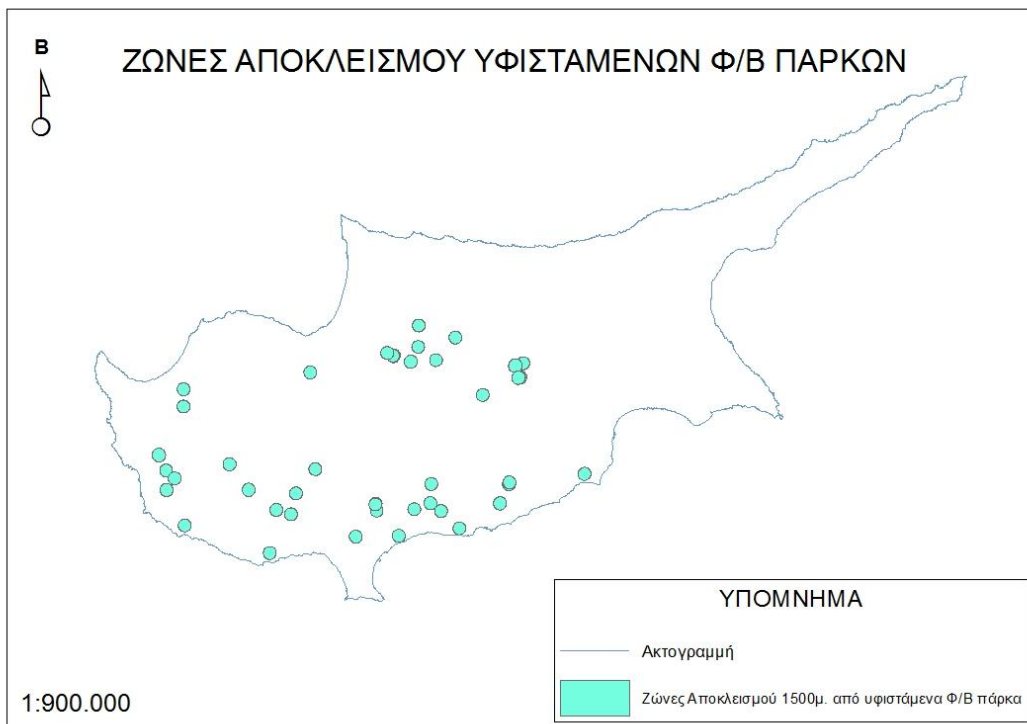 Β
ΖΩΝΕΣ ΑΠΟΚΛΕΙΣΜΟΥ ΥΦΙΣΤΑΜΕΝΩΝ Φ/Β ΠΑΡΚΩΝ
ΥΠΟΜΝΗΜΑ
Ακτογραμμή
Ζώνες Αποκλεισμού 1500μ. από υφιστάμενα Φ/Β πάρκα
1:900.000